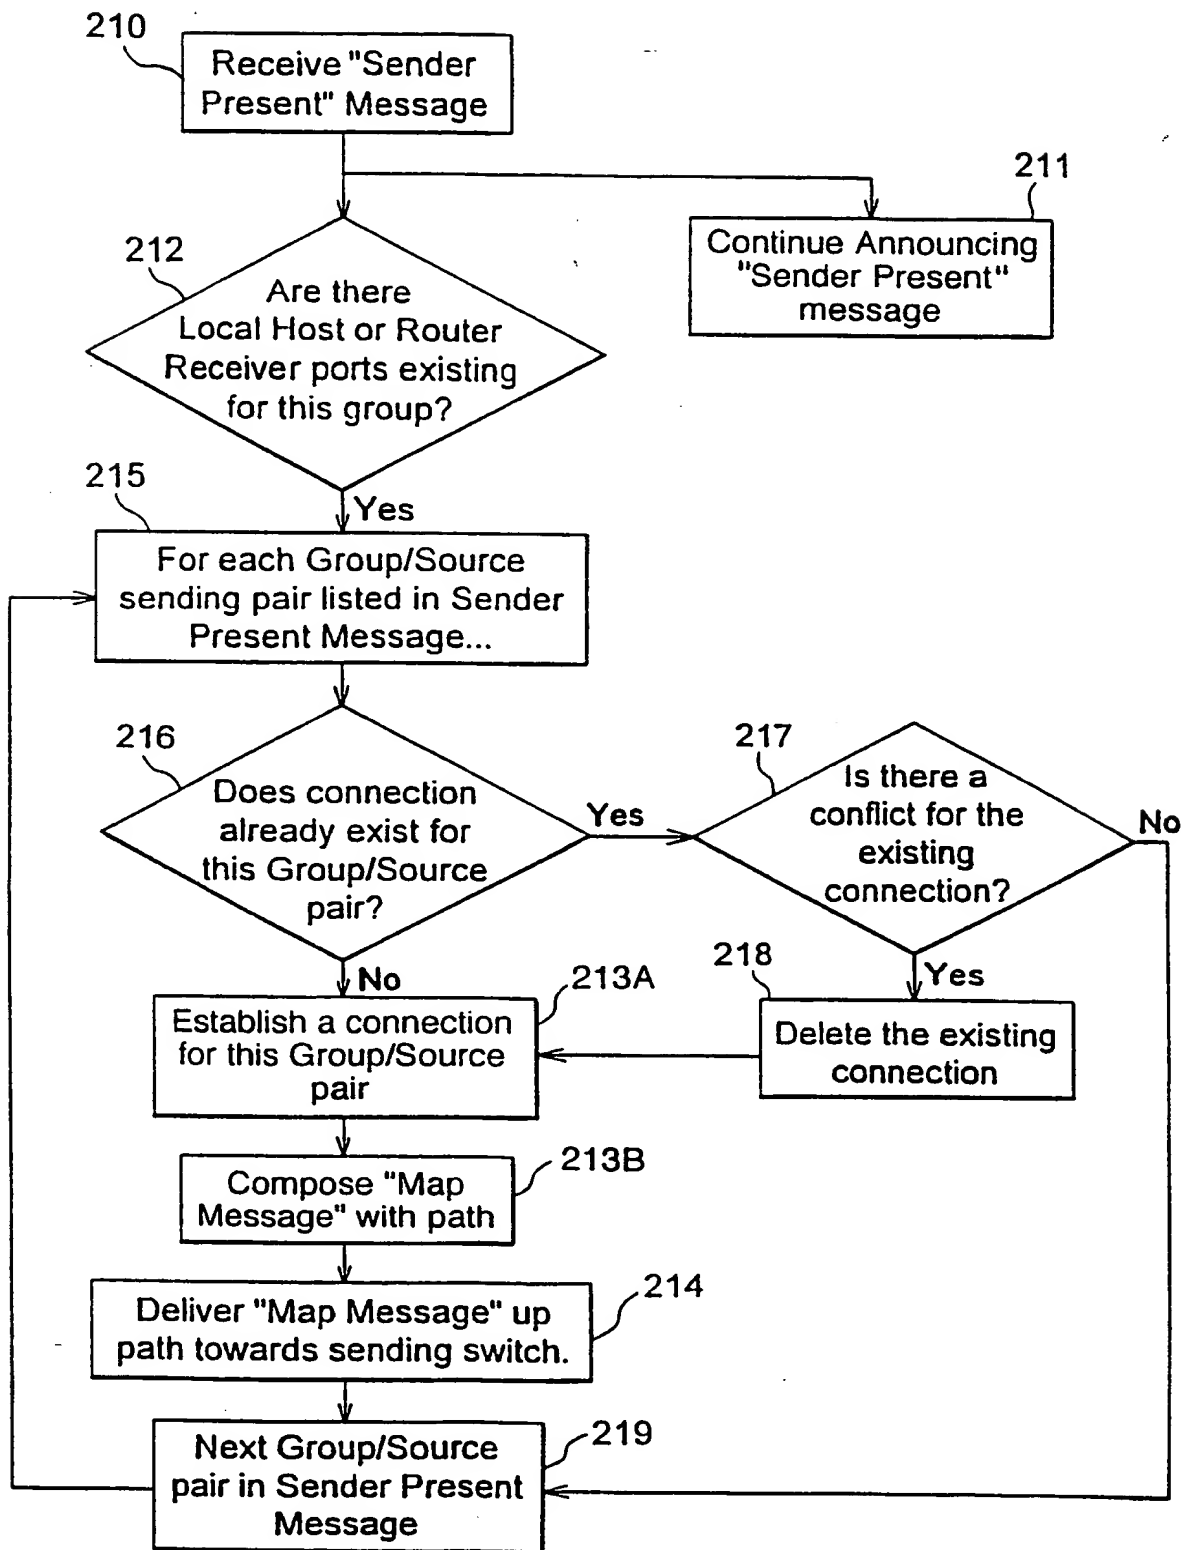 210
Receive "Sender
Present" Message
211
Continue Announcing
"Sender Present"
message
212
Are there
Local Host or Router
Receiver ports existing
for this group?
Yes
215
For each Group/Source
sending pair listed in Sender
Present Message...
216
Does connection
already exist for
this Group/Source
pair?
Yes
217
Is there a
conflict for the
existing
connection?
No
No
Yes
213A
Establish a connection
for this Group/Source
pair
218
Delete the existing
connection
213B
Compose "Map
Message" with path
214
Deliver "Map Message" up
path towards sending switch.
219
Next Group/Source
pair in Sender Present
Message